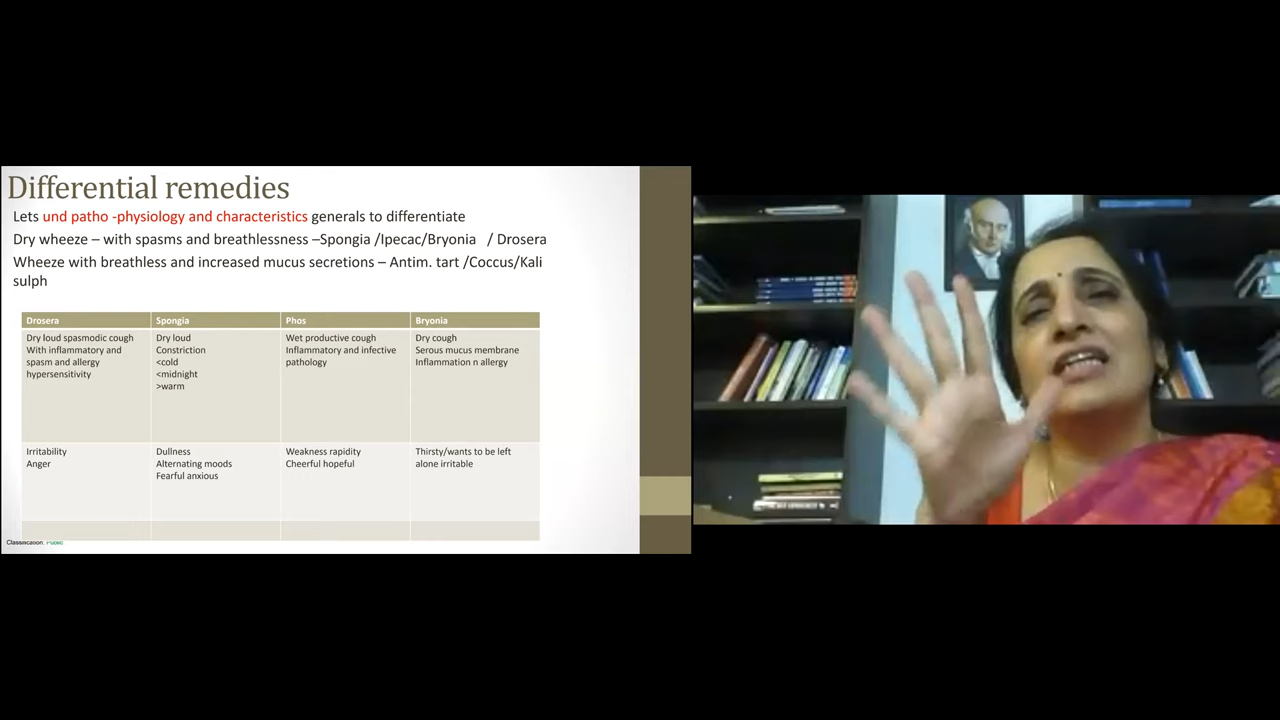 Differential remedies
Lets und patho -physiology and characteristics generals to differentiate
Dry wheeze – with spasms and breathlessness –Spongia /Ipecac/Bryonia / Drosera
Wheeze with breathless and increased mucus secretions – Antim. tart /Coccus/Kali
sulph
Drosera
Spongia
Phos
Bryonia
Dry loud spasmodic cough
With inflammatory and
spasm and allergy
hypersensitivity
Dry loud
Constriction
<cold
<midnight
>warm
Wet productive cough
Inflammatory and infective
pathology
Dry cough
Serous mucus membrane
Inflammation n allergy
Irritability
Anger
Dullness
Alternating moods
Fearful anxious
Weakness rapidity
Cheerful hopeful
Thirsty/wants to be left
alone irritable
Classification: Public